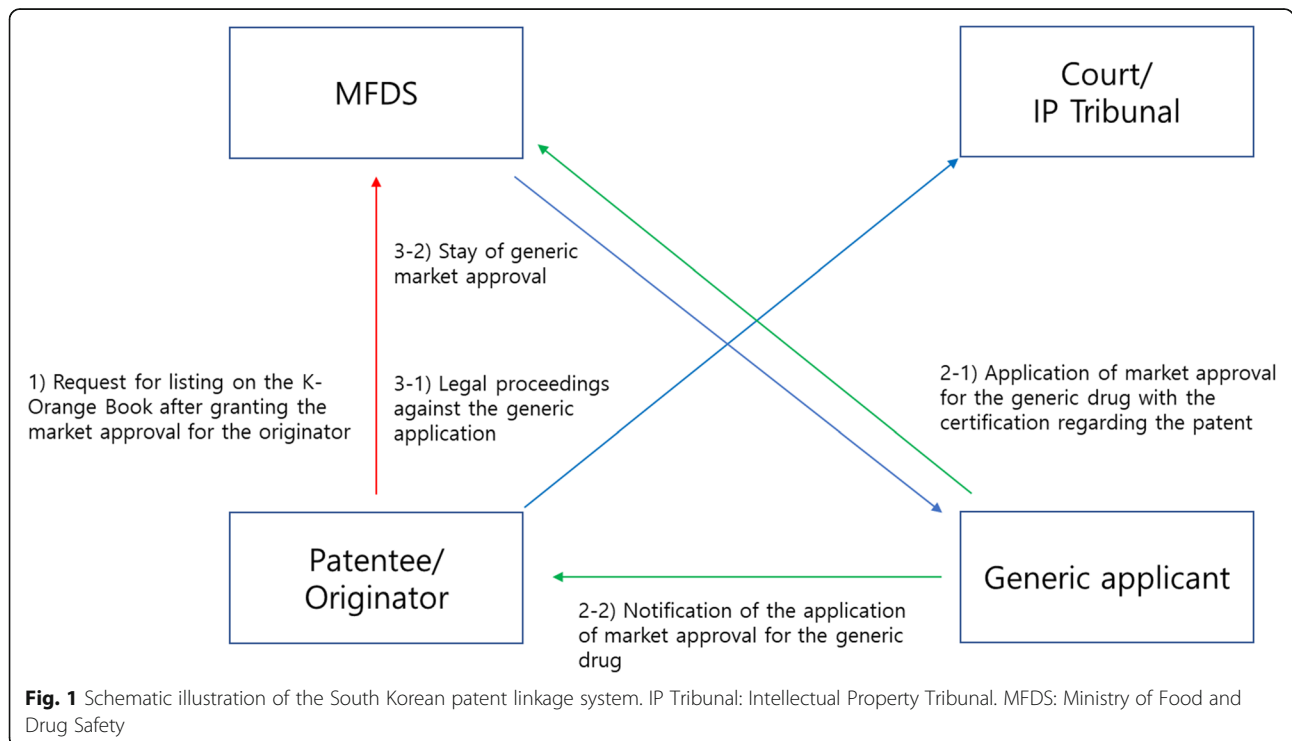 MFDS
Court/
IP Tribunal
3-2) Stay of generic
market approval
1) Request for listing on the K-
Orange Book after granting the
market approval for the originator
3-1) Legal proceedings
against the generic
application
2-1) Application of market approval
for the generic drug with the
certification regarding the patent
Patentee/
Originator
Generic applicant
2-2) Notification of the application
of market approval for the generic
drug
Fig. 1 Schematic illustration of the South Korean patent linkage system. IP Tribunal: Intellectual Property Tribunal. MFDS: Ministry of Food and
Drug Safety